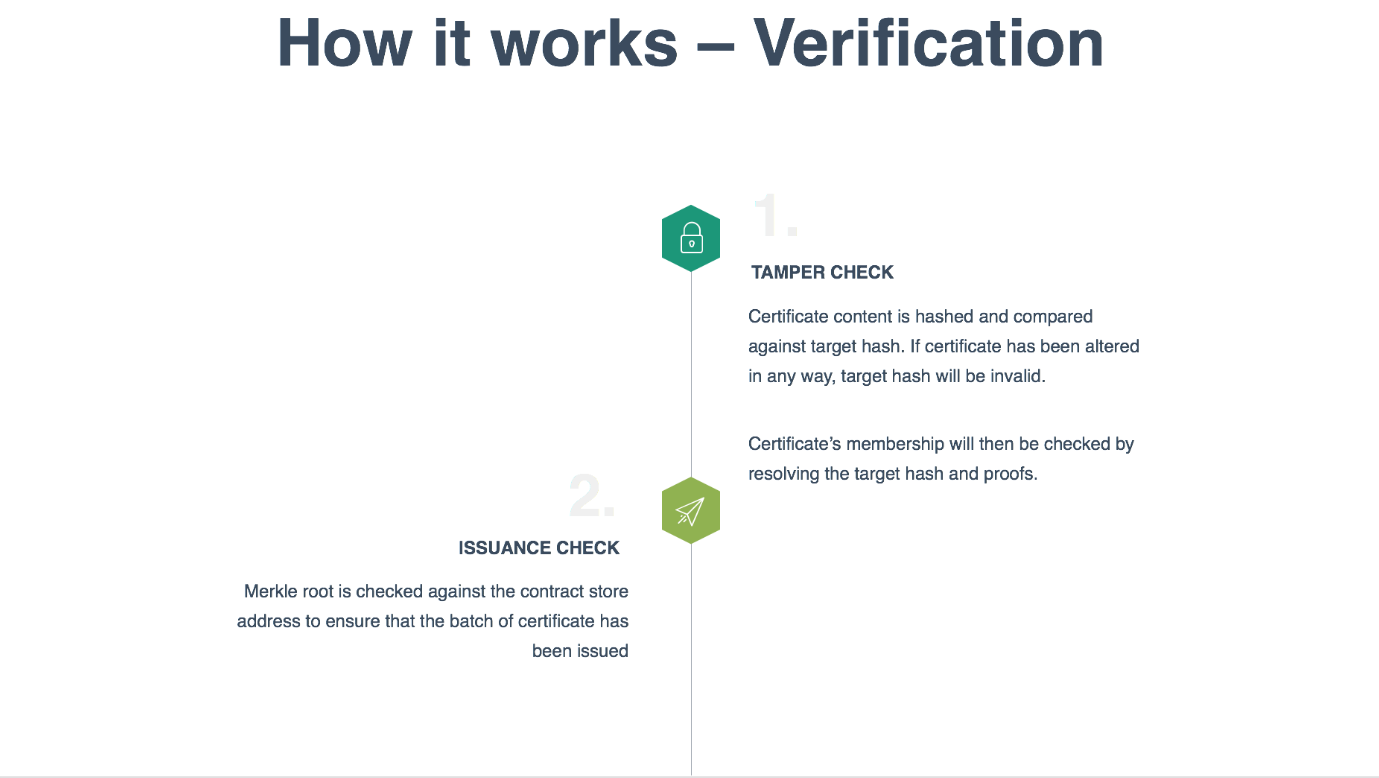 How it works – Verification
1.
TAMPER CHECK
Certificate content is hashed and compared
against target hash. If certificate has been altered
in any way, target hash will be invalid.
Certificate’s membership will then be checked by
resolving the target hash and proofs.
2.
ISSUANCE CHECK
Merkle root is checked against the contract store
address to ensure that the batch of certificate has
been issued